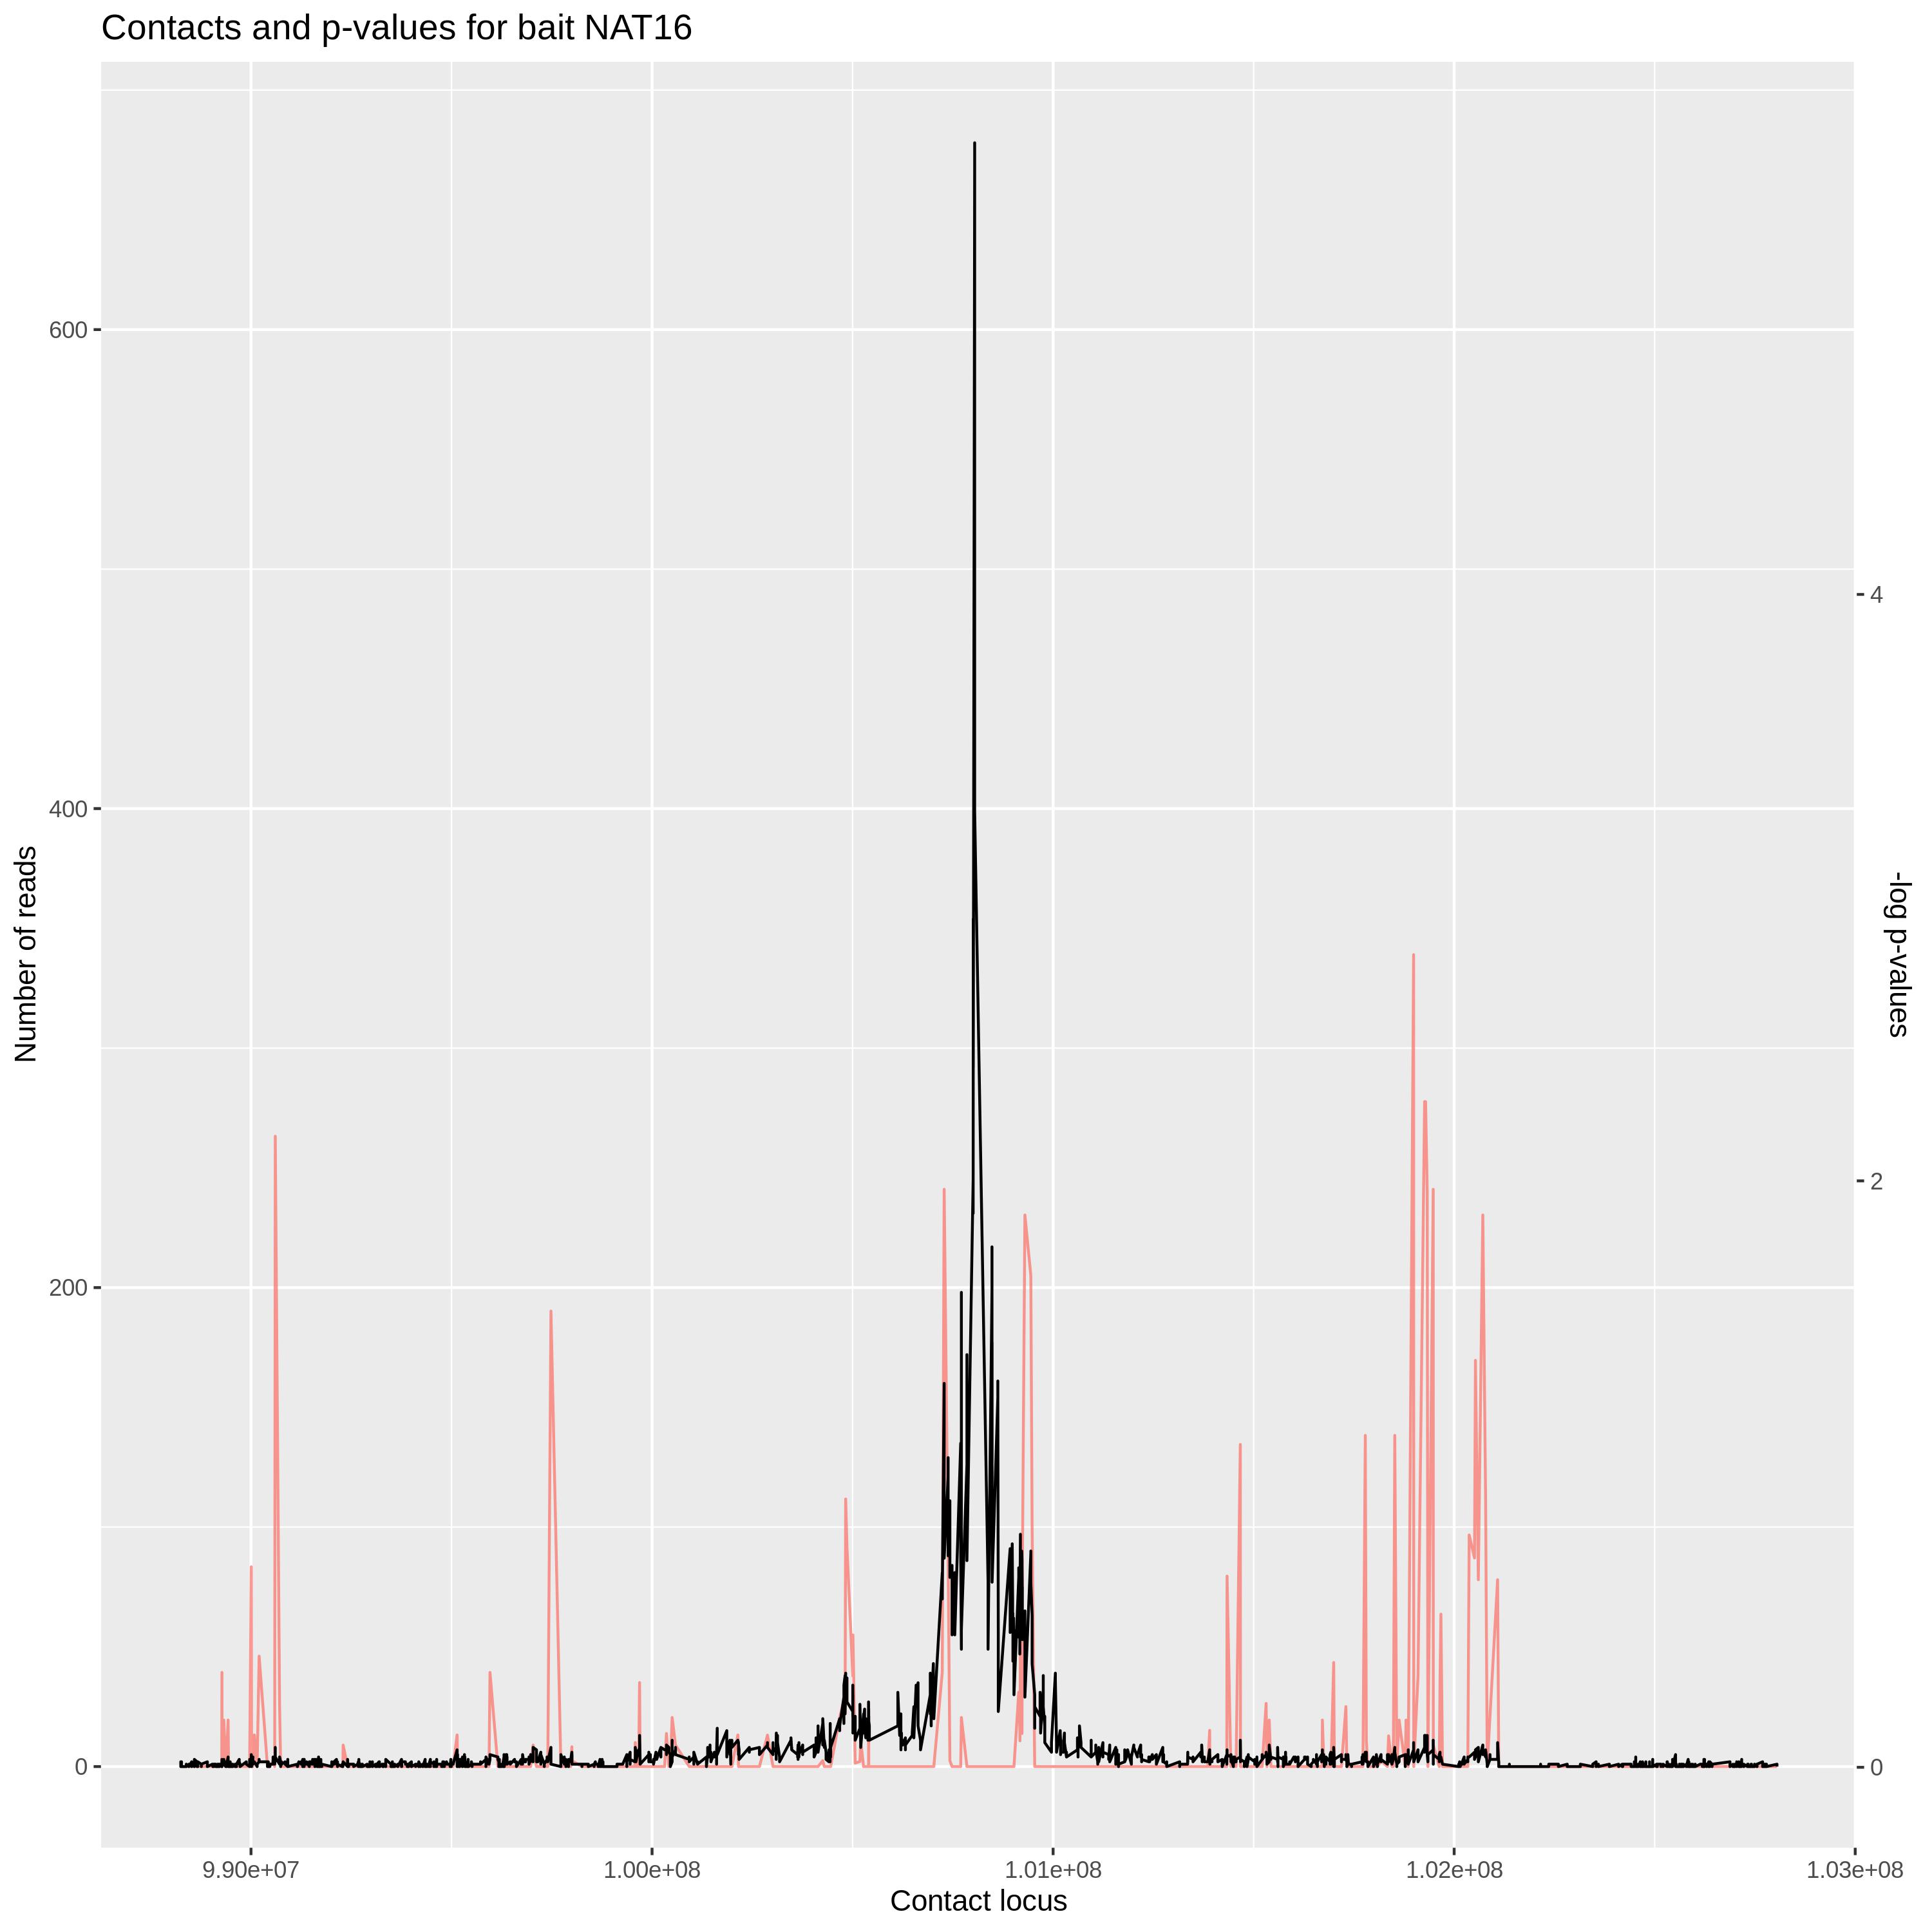 Contacts and p-values for bait NAT16
600
400
200
0
Number of reads
4
2
0
-log p-values
9.90e+07
1.00e+08
1.01e+08
1.02e+08
1.03e+08
Contact locus